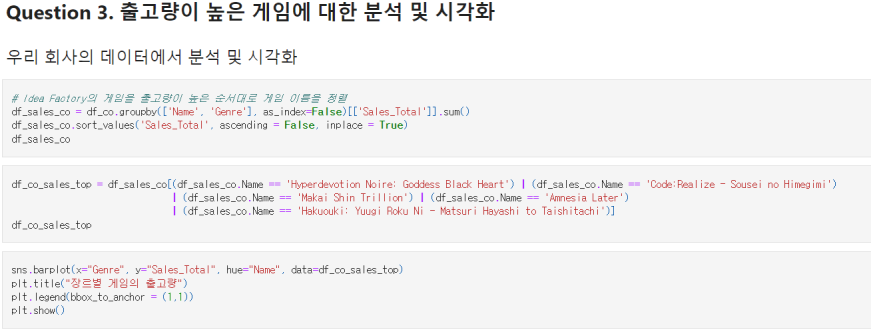 Question 3. 출고량이 높은 게임에 대한 분석 및 시각화
우리 회사의 데이터에서 분석 및 시각화
# Idea Factory의 게임을 출고량이 높은 순서대로 게임 이름을 정렬
df_sales_co = df_co.groupby(['Name', 'Genre'], as_index=False)[['Sales_Total']].sum()
df_sales_co.sort_values('Sales_Total', ascending = False, inplace = True)
df_sales_co
df_co_sales_top = df_sales_co[(df_sales_co.Name == 'Hyperdevotion Noire: Goddess Black Heart') | (df_sales_co.Name == 'Code:Realize - Sousei no Himegimi')
| (df_sales_co.Name == 'Makai Shin Trillion') | (df_sales_co.Name == 'Amnesia Later')
| (df_sales_co.Name == 'Hakuouki: Yuugi Roku Ni - Matsuri Hayashi to Taishitachi')]
df_co_sales_top
sns.barplot(x="Genre", y="Sales_Total", hue="Name", data=df_co_sales_top)
plt.title("장르별 게임의 출고량")
plt.legend(bbox_to_anchor = (1,1))
plt.show()